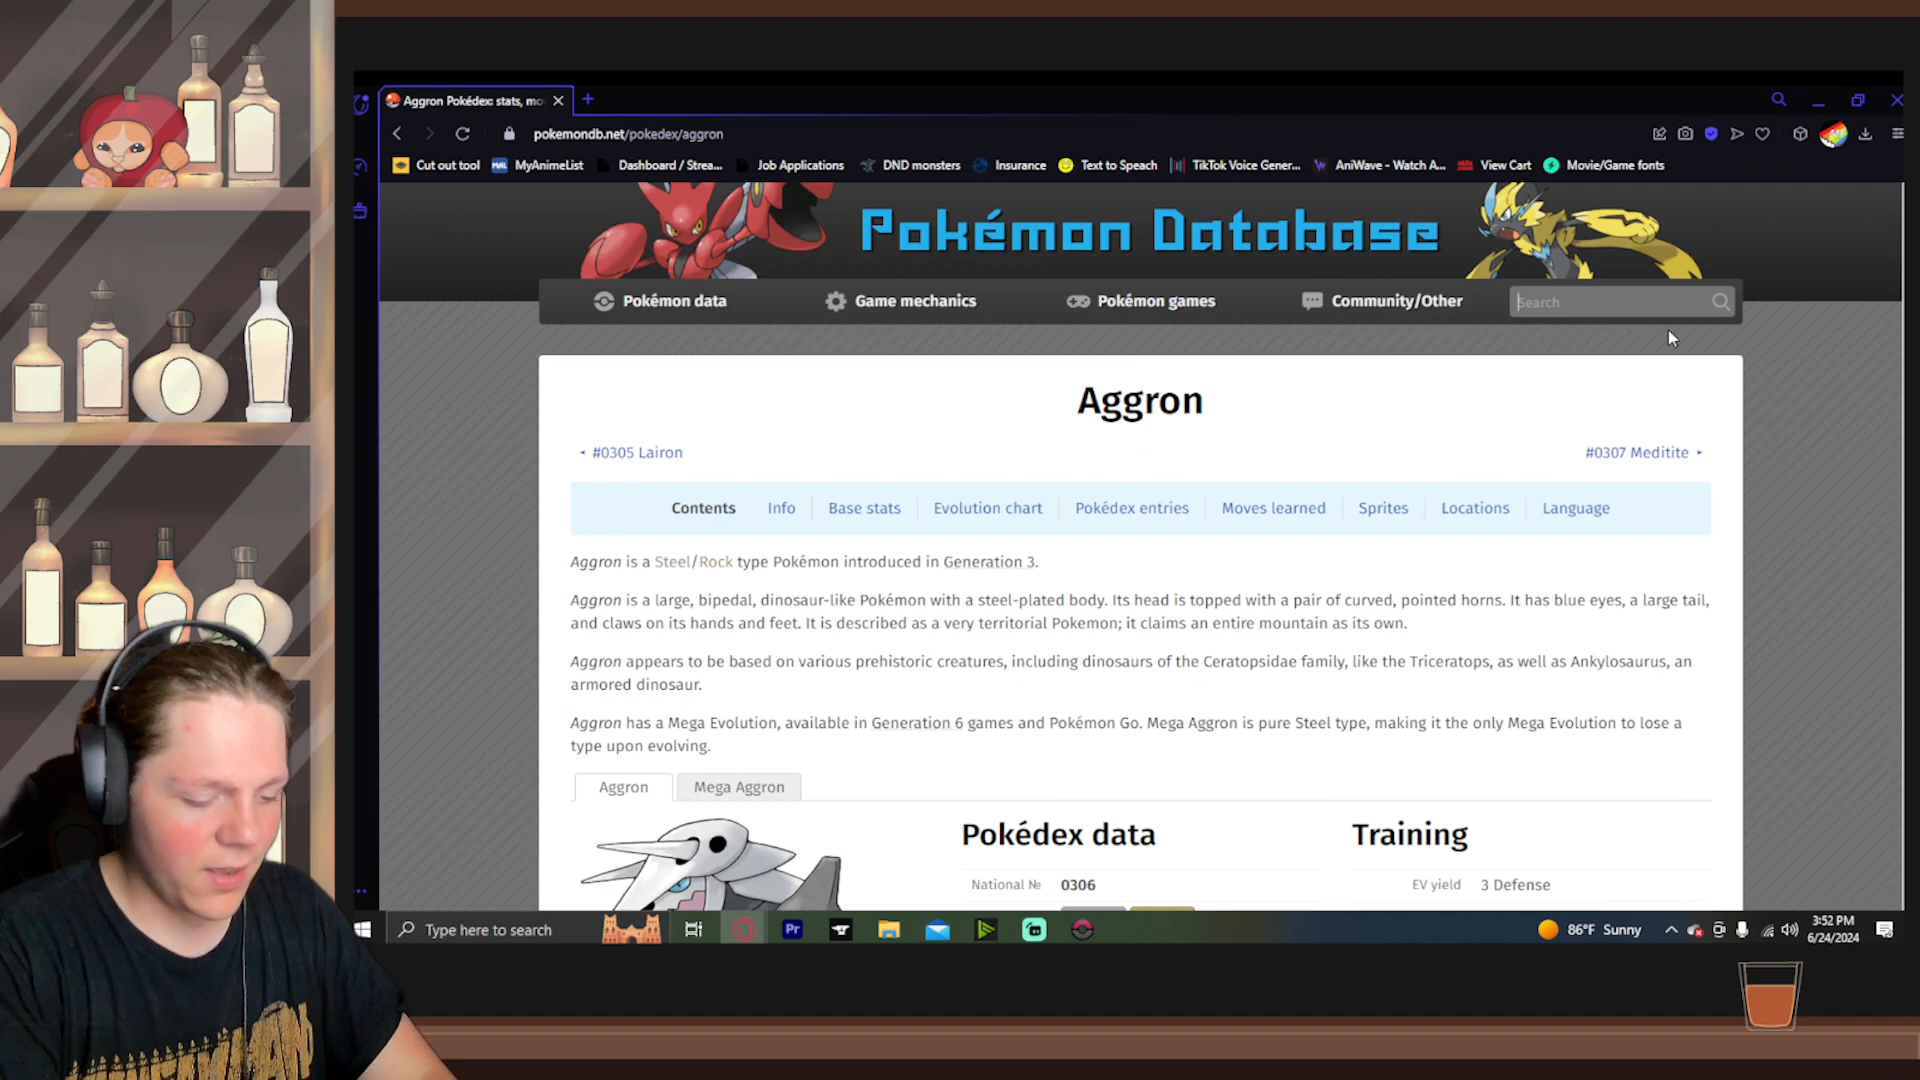 Aggron Pokédex: stats, mo
pokemondb.net/pokedex/aggron
Cut out tool
MAL MyAnimeList
Dashboard / Strea...
Job Applications
DND monsters
Insurance
Text to Speach
TikTok Voice Gener...
AniWave - Watch A...
View Cart
Movie/Game fonts
Pokémon Database
Pokémon data
Game mechanics
Pokémon games
Community/Other
Search
Aggron
#0305 Lairon
#0307 Meditite
Contents Info Base stats Evolution chart Pokédex entries Moves learned Sprites Locations Language
Aggron is a Steel/Rock type Pokémon introduced in Generation 3.
Aggron is a large, bipedal, dinosaur-like Pokémon with a steel-plated body. Its head is topped with a pair of curved, pointed horns. It has blue eyes, a large tail,
and claws on its hands and feet. It is described as a very territorial Pokemon; it claims an entire mountain as its own.
Aggron appears to be based on various prehistoric creatures, including dinosaurs of the Ceratopsidae family, like the Triceratops, as well as Ankylosaurus, an
armored dinosaur.
Aggron has a Mega Evolution, available in Generation 6 games and Pokémon Go. Mega Aggron is pure Steel type, making it the only Mega Evolution to lose a
type upon evolving.
Aggron
Mega Aggron
Pokédex data
Training
National № 0306
EV yield 3 Defense
Type here to search
Pr
86°F Sunny
3:52 PM
6/24/2024